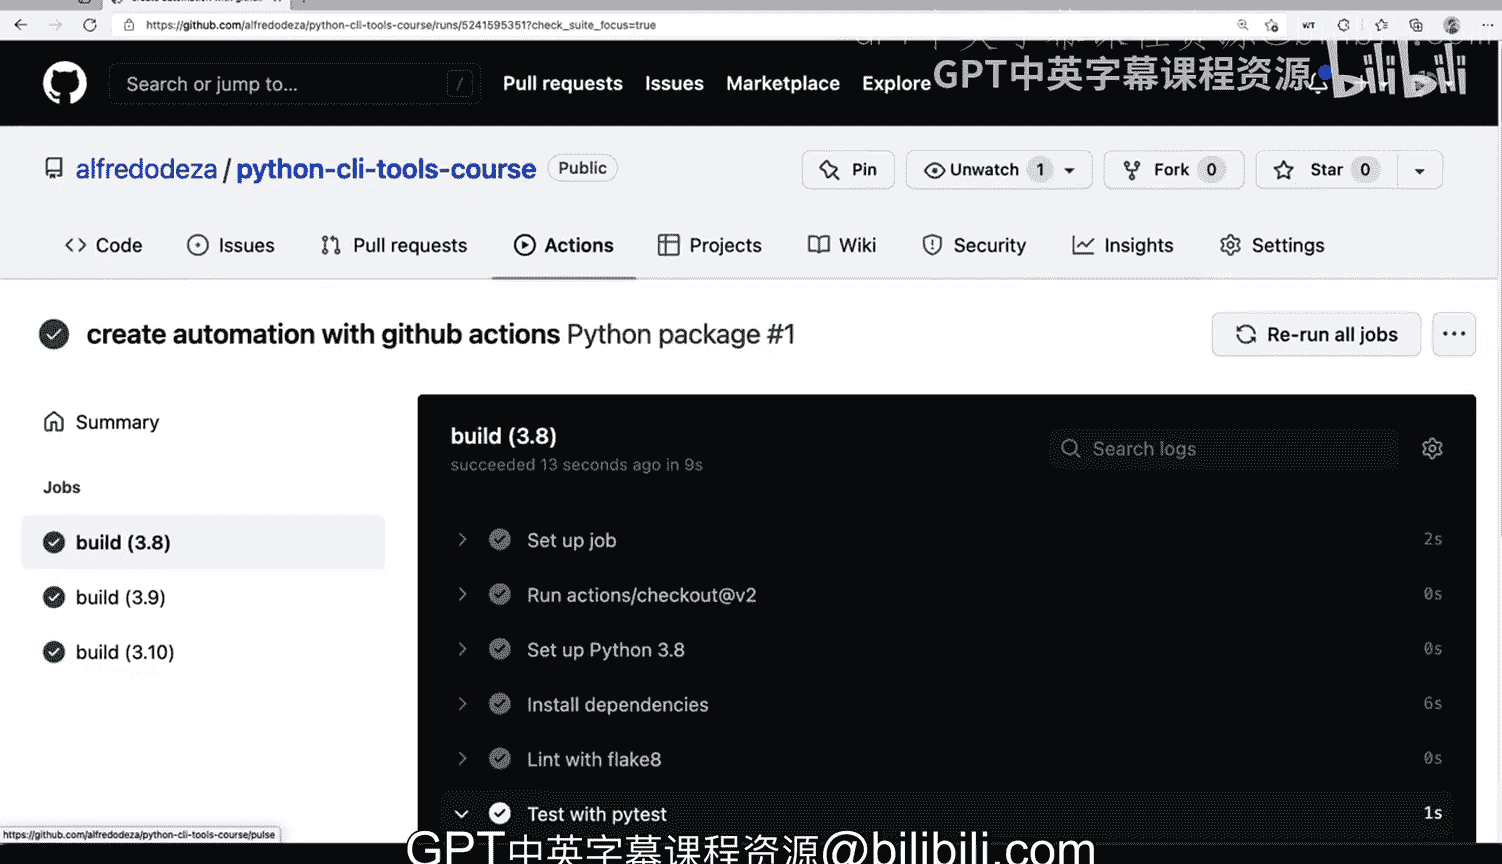 https://github.com/alfredodeza/python-cli-tools-course/runs/5241595351?check_suite_focus=true
Search or jump to...
/
Pull requests
Issues
Marketplace
Explore
GPT中英字幕课程资源
bilibili
alfredodeza / python-cli-tools-course
Public
Pin
Unwatch 1
Fork 0
Star 0
Code
Issues
Pull requests
Actions
Projects
Wiki
Security
Insights
Settings
create automation with github actions Python package #1
Re-run all jobs
Summary
Jobs
build (3.8)
build (3.9)
build (3.10)
build (3.8)
succeeded 13 seconds ago in 9s
Search logs
Set up job 2s
Run actions/checkout@v2 0s
Set up Python 3.8 0s
Install dependencies 6s
Lint with flake8 0s
Test with pytest 1s
https://github.com/alfredodeza/python-cli-tools-course/pulse
GPT中英字幕课程资源@bilibili.com